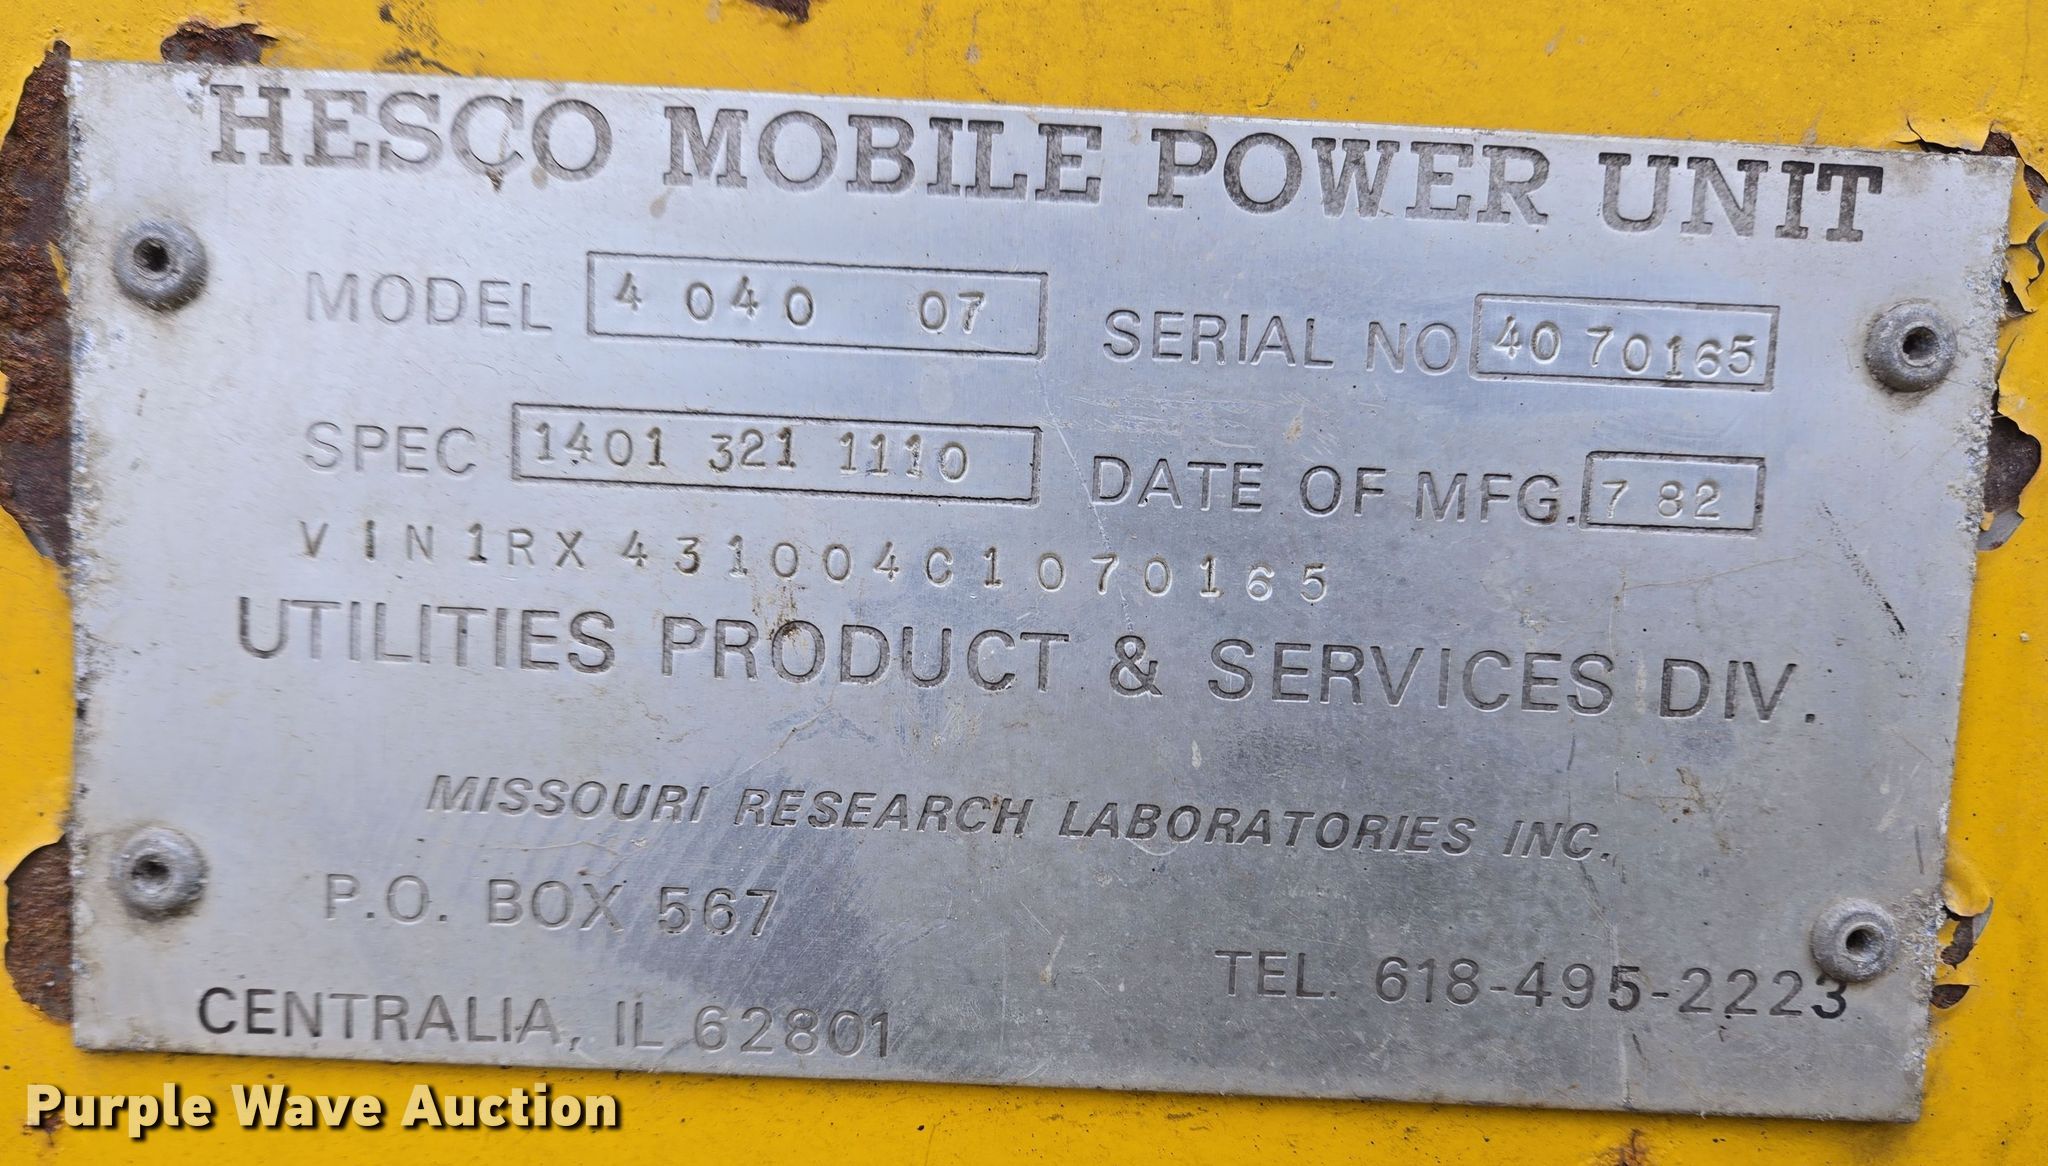 HESCO MOBILE POWER UNIT
MODEL 4 040 07 SERIAL NO 40 70165
SPEC 1401 321 1110 DATE OF MFG. 7 82
VIN 1RX431004C1070165
UTILITIES PRODUCT & SERVICES DIV.
MISSOURI RESEARCH LABORATORIES INC.
P.O. BOX 567
TEL. 618-495-2223
CENTRALIA, IL 62801
Purple Wave Auction